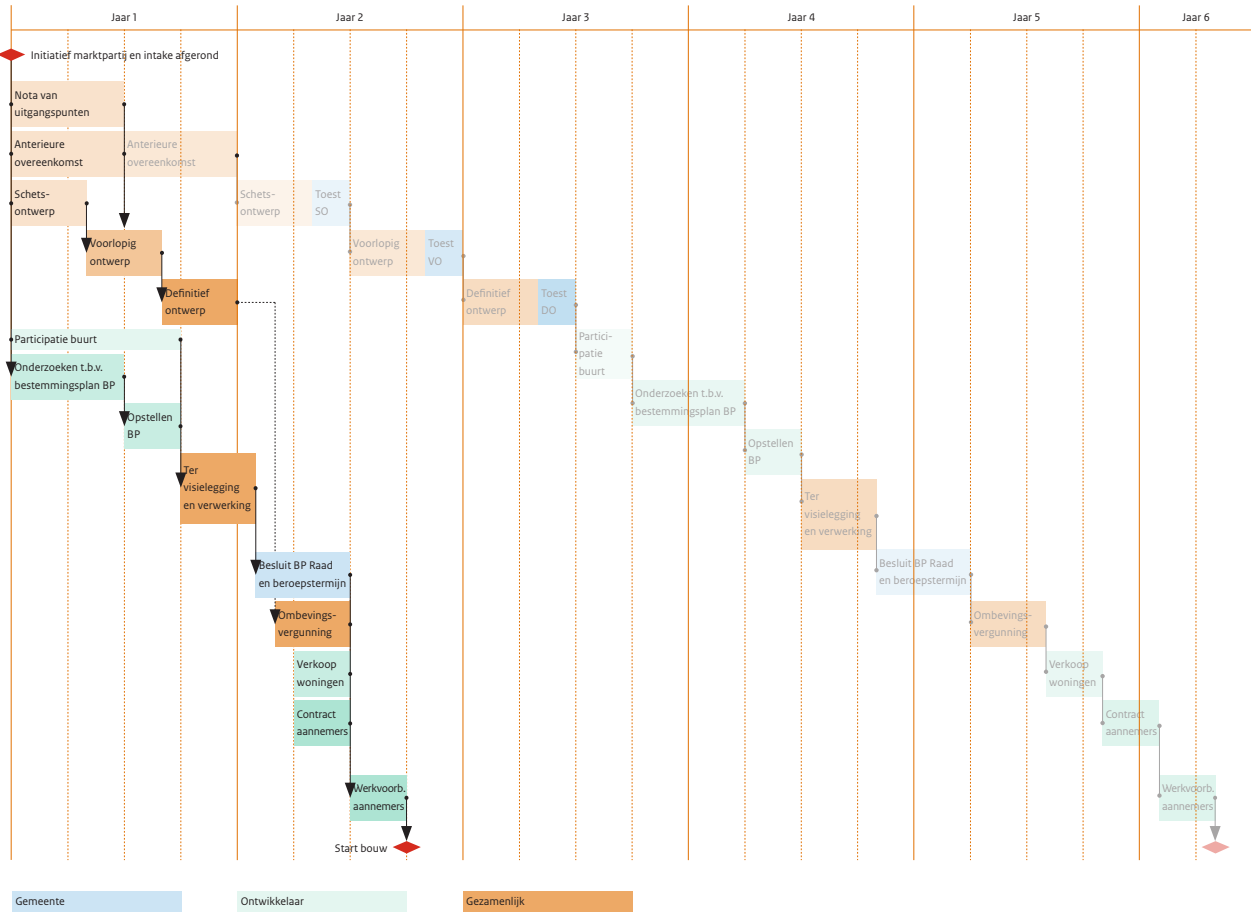 Jaar 1
Jaar 2
Jaar 3
Jaar 4
Jaar 5
Jaar 6
Initiatief marktpartij en intake afgerond
Nota van
uitgangspunten
Anterieure
overeenkomst
Anterieure
overeenkomst
Schets-
ontwerp
Schets-
ontwerp
Toest
SO
Voorlopig
ontwerp
Voorlopig
ontwerp
Toest
VO
Definitief
ontwerp
Definitief
ontwerp
Toest
DO
Participatie buurt
Partici-
patie
buurt
Onderzoeken t.b.v.
bestemmingsplan BP
Onderzoeken t.b.v.
bestemmingsplan BP
Opstellen
BP
Opstellen
BP
Ter
visielegging
en verwerking
Ter
visielegging
en verwerking
Besluit BP Raad
en beroepstermijn
Besluit BP Raad
en beroepstermijn
Ombevings-
vergunning
Ombevings-
vergunning
Verkoop
woningen
Verkoop
woningen
Contract
aannemers
Contract
aannemers
Werkvoorb.
aannemers
Werkvoorb.
aannemers
Start bouw
Gemeente
Ontwikkelaar
Gezamenlijk